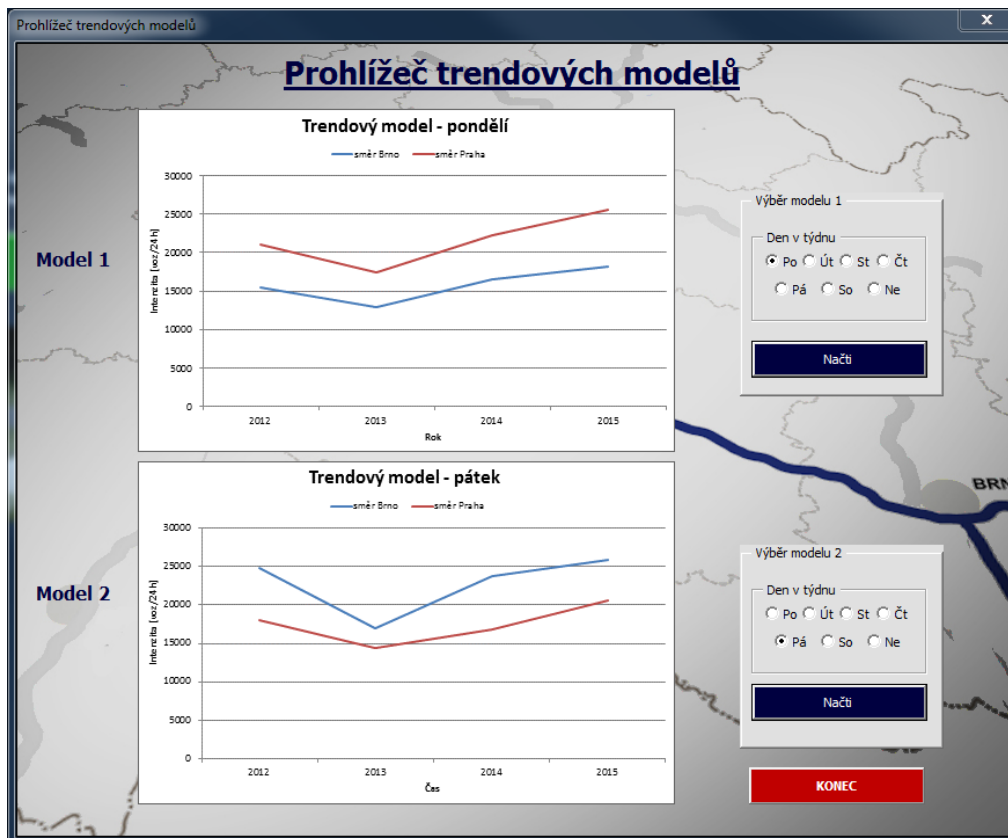 Prohlížeč trendových modelů
x
Prohlížeč trendových modelů
Model 1
Trendový model - pondělí
směr Brno směr Praha
Intenzita [voz/24h]
30000
25000
20000
15000
10000
5000
0
2012 2013 2014 2015
Rok
Výběr modelu 1
Den v týdnu
Po Út St Čt
Pá So Ne
Načti
Model 2
Trendový model - pátek
směr Brno směr Praha
Intenzita [voz/24h]
30000
25000
20000
15000
10000
5000
0
2012 2013 2014 2015
Čas
BRN
Výběr modelu 2
Den v týdnu
Po Út St Čt
Pá So Ne
Načti
KONEC